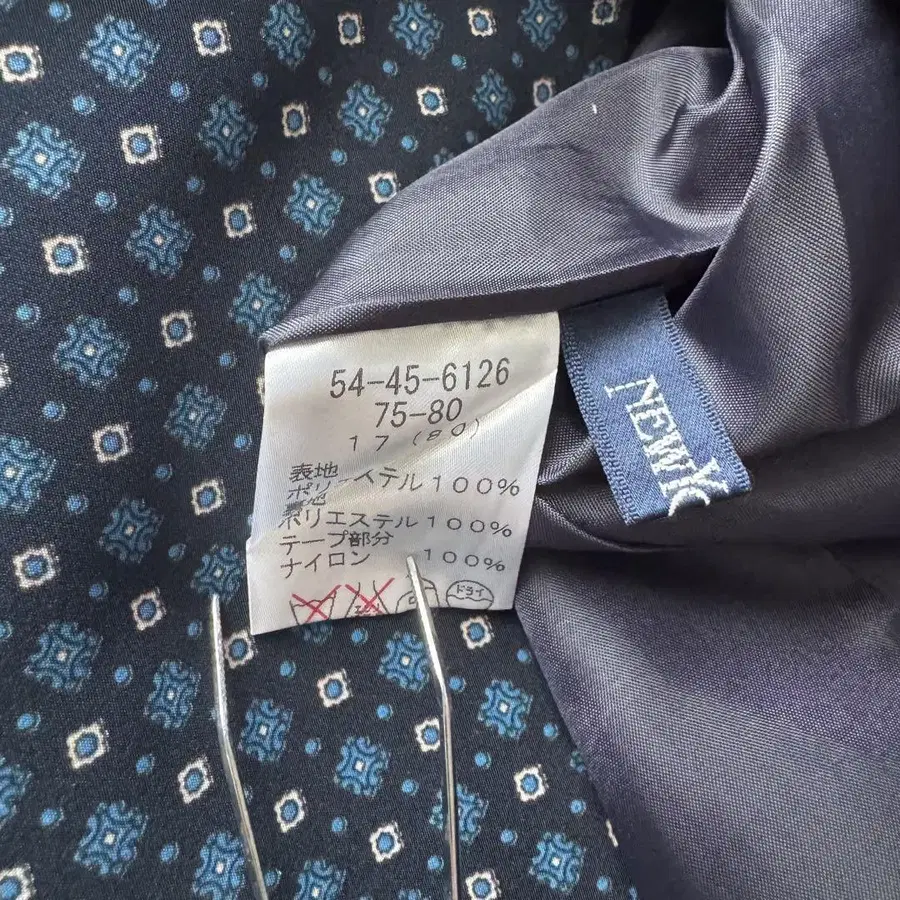 54-45-6126
75-80
17(80)
表地
ポリエステル100%
裏地
ポリエステル100%
テープ部分
ナイロン 100%
ドライ
NEWYO